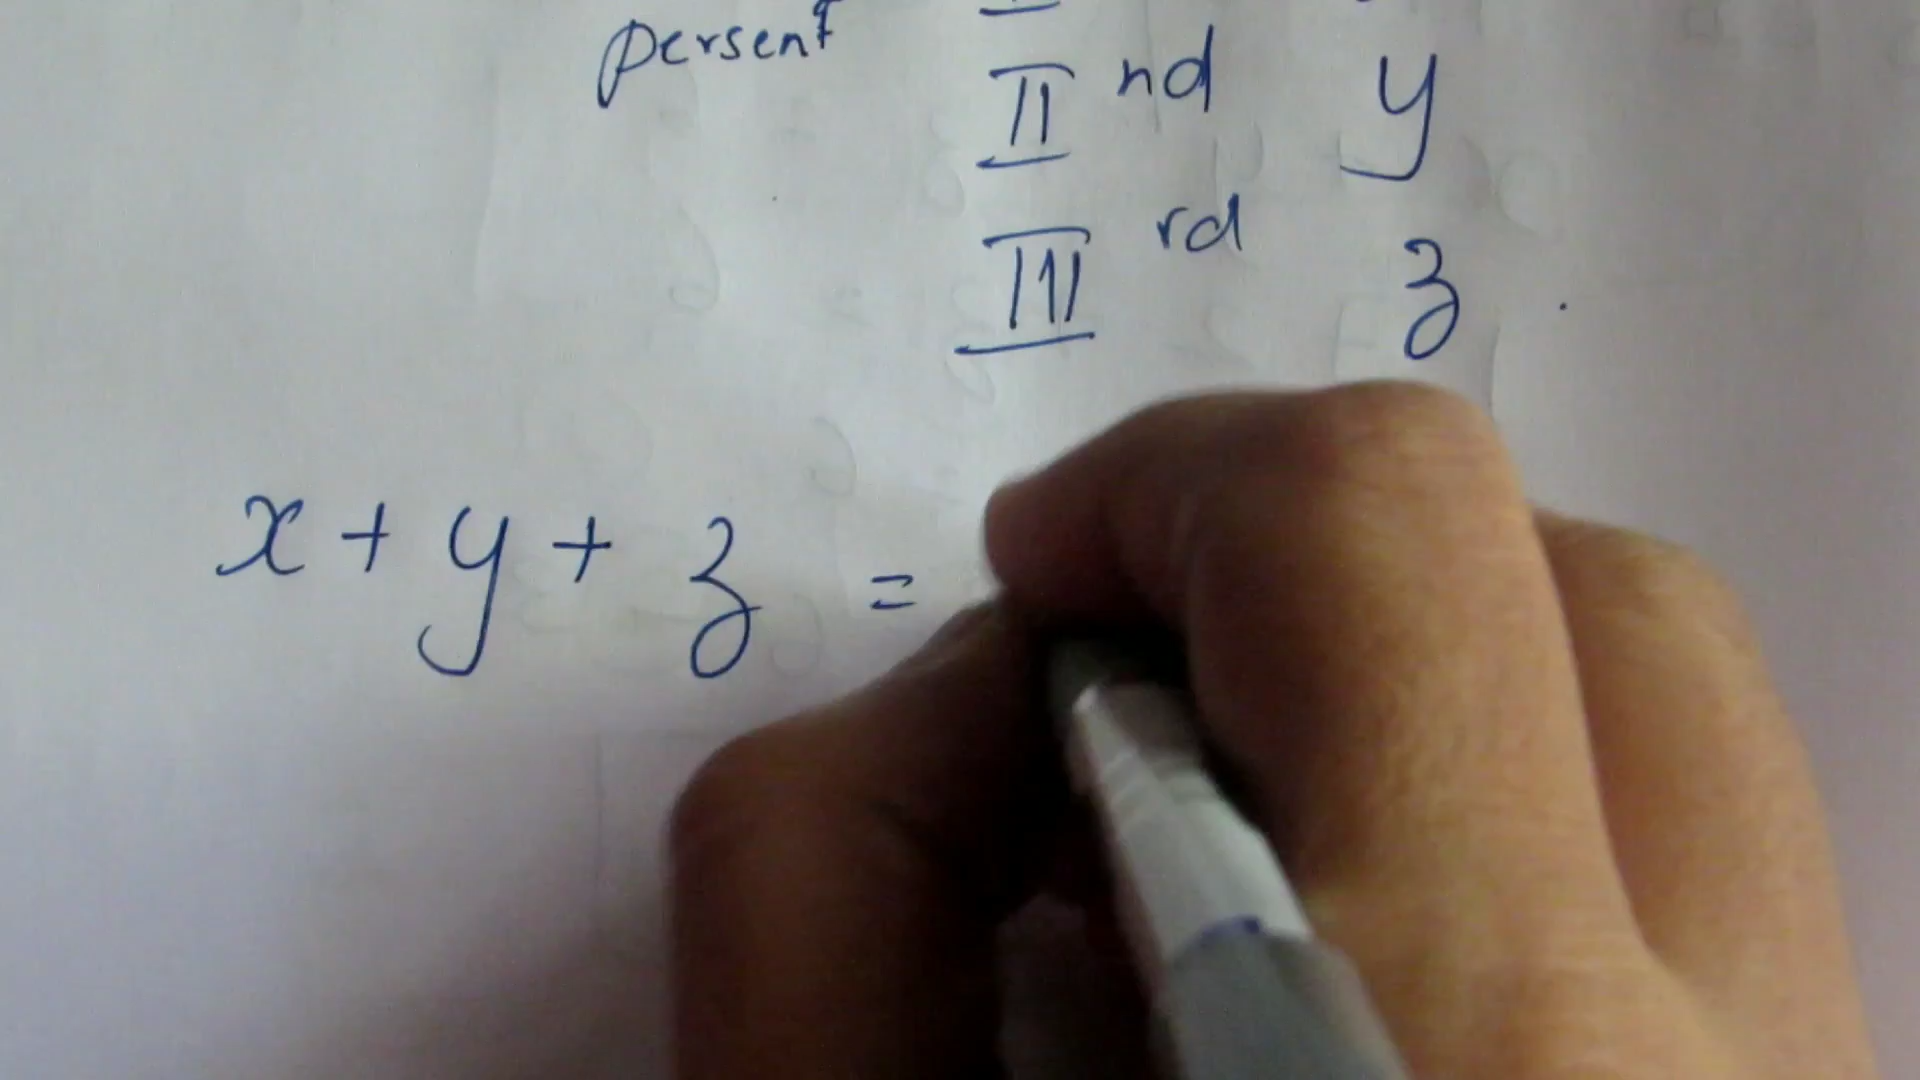 persent
II nd y
III rd z
x + y + z =